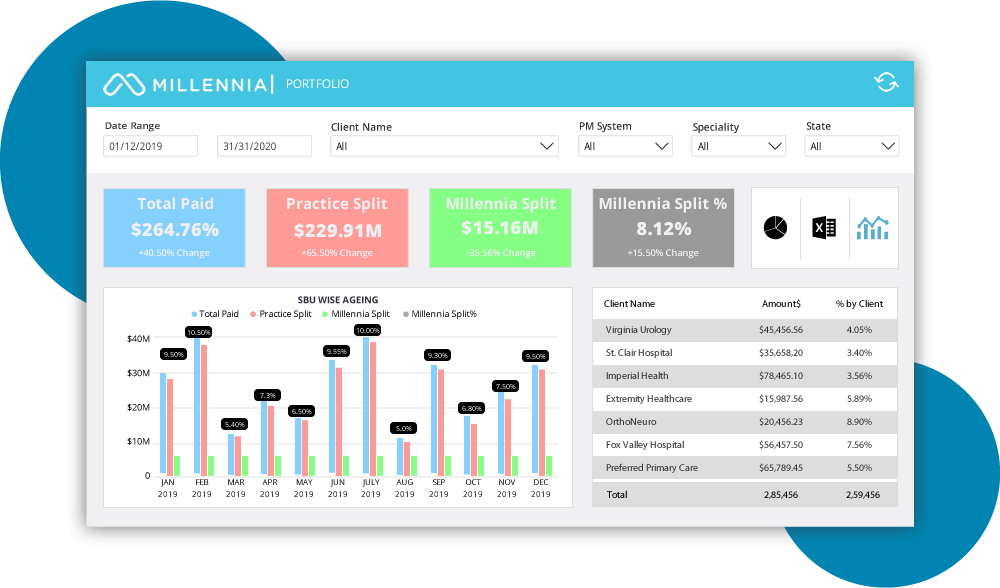 MILLENNIA PORTFOLIO
Date Range Client Name PM System Speciality State
01/12/2019 31/31/2020 All All All All
Total Paid Practice Split Millennia Split Millennia Split %
$264.76% $229.91M $15.16M 8.12%
+40.50% Change +65.50% Change -35.56% Change +15.50% Change
X
SBU WISE AGEING
Total Paid Practice Split Millennia Split Millennia Split%
$40M
$30M
$20M
$10M
0
9.50% 10.50% 5.40% 7.3% 6.50% 9.55% 10.00% 5.0% 9.30% 6.80% 7.50% 9.50%
JAN FEB MAR APR MAY JUN JULY AUG SEP OCT NOV DEC
2019 2019 2019 2019 2019 2019 2019 2019 2019 2019 2019 2019
Client Name Amount$ % by Client
Virginia Urology $45,456.56 4.05%
St. Clair Hospital $35,658,20 3.40%
Imperial Health $78,465.10 3.56%
Extremity Healthcare $15,987.56 5.89%
OrthoNeuro $20,456.23 8.90%
Fox Valley Hospital $56,457.50 7.56%
Preferred Primary Care $65,789.45 5.50%
Total 2,85,456 2,59,456